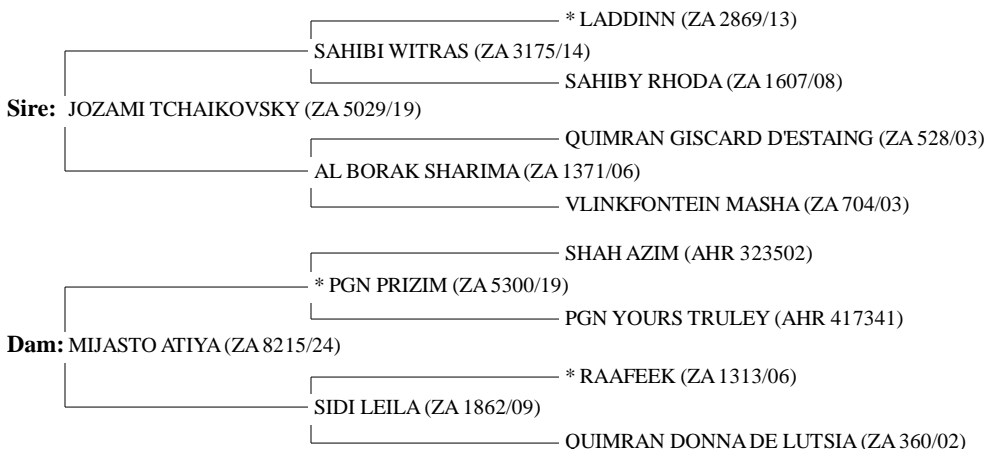 * LADDINN (ZA 2869/13)
SAHIBI WITRAS (ZA 3175/14)
SAHIBY RHODA (ZA 1607/08)
Sire: JOZAMI TCHAIKOVSKY (ZA 5029/19)
QUIMRAN GISCARD D'ESTAING (ZA 528/03)
AL BORAK SHARIMA (ZA 1371/06)
VLINKFONTEIN MASHA (ZA 704/03)
SHAH AZIM (AHR 323502)
* PGN PRIZIM (ZA 5300/19)
PGN YOURS TRULEY (AHR 417341)
Dam: MIJASTO ATIYA (ZA 8215/24)
* RAAFEEK (ZA 1313/06)
SIDI LEILA (ZA 1862/09)
QUIMRAN DONNA DE LUTSIA (ZA 360/02)